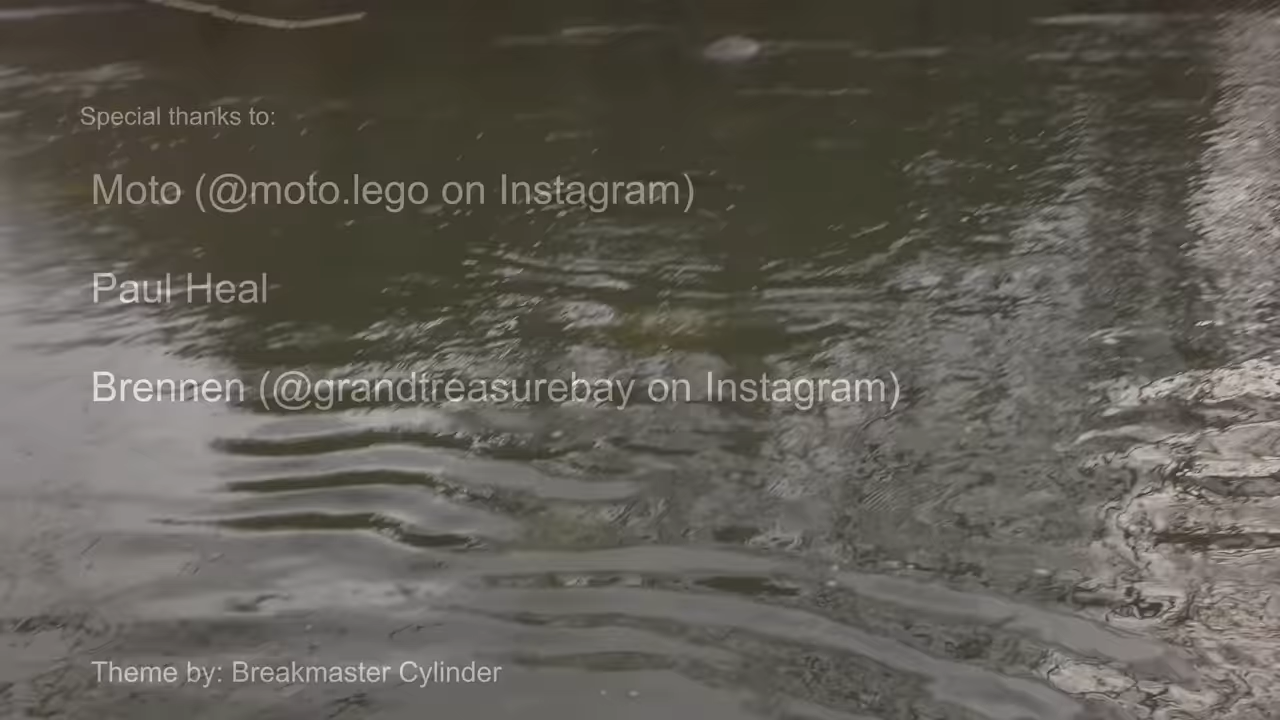 Special thanks to:
Moto (@moto.lego on Instagram)
Paul Heal
Brennen (@grandtreasurebay on Instagram)
Theme by: Breakmaster Cylinder